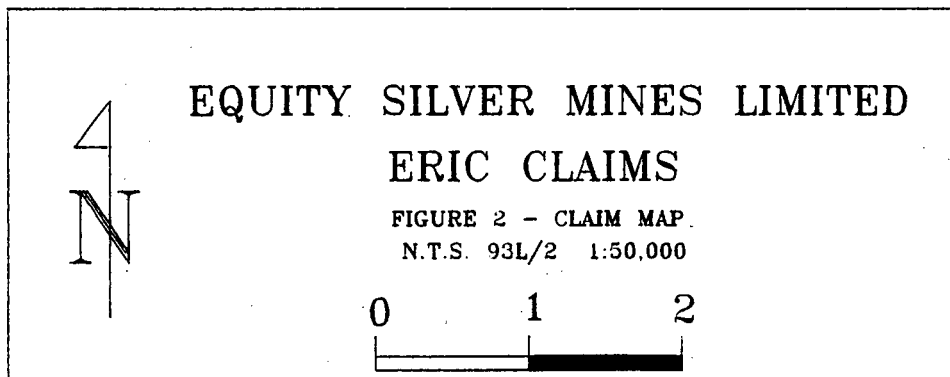 EQUITY SILVER MINES LIMITED
ERIC CLAIMS
N
FIGURE 2 - CLAIM MAP
N.T.S. 93L/2 1:50,000
0 1 2